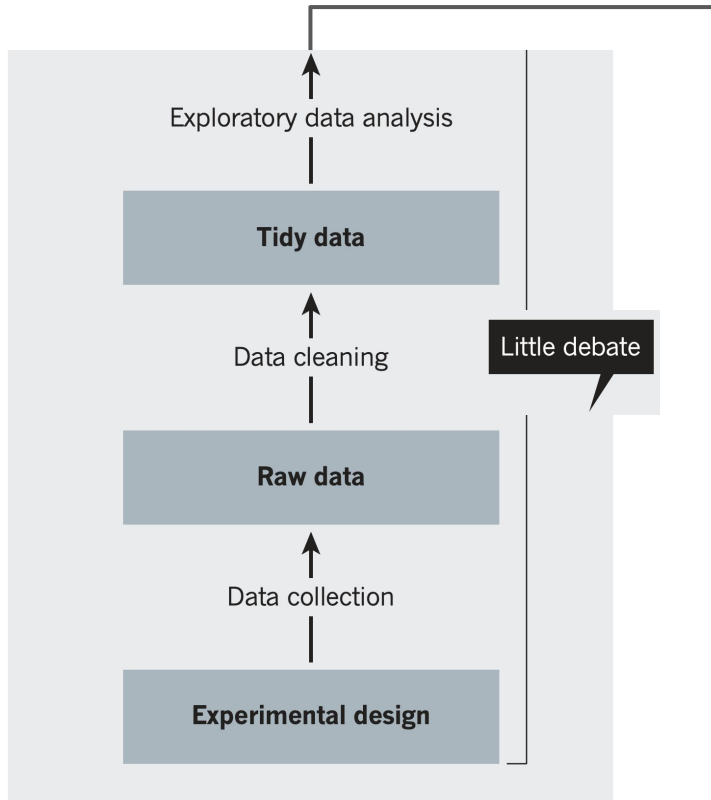 Exploratory data analysis
Tidy data
Data cleaning
Little debate
Raw data
Data collection
Experimental design